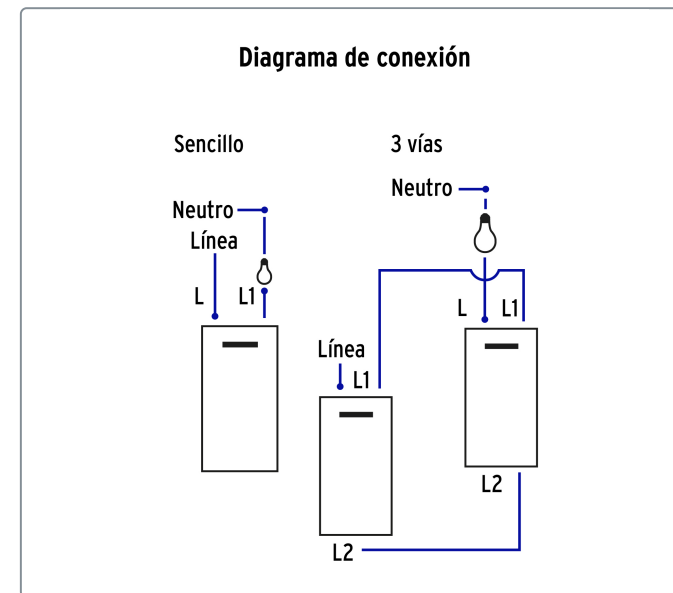 Diagrama de conexión
Sencillo
3 vías
Neutro
Línea
L
L1
Neutro
L
L1
Línea
L1
L2
L2